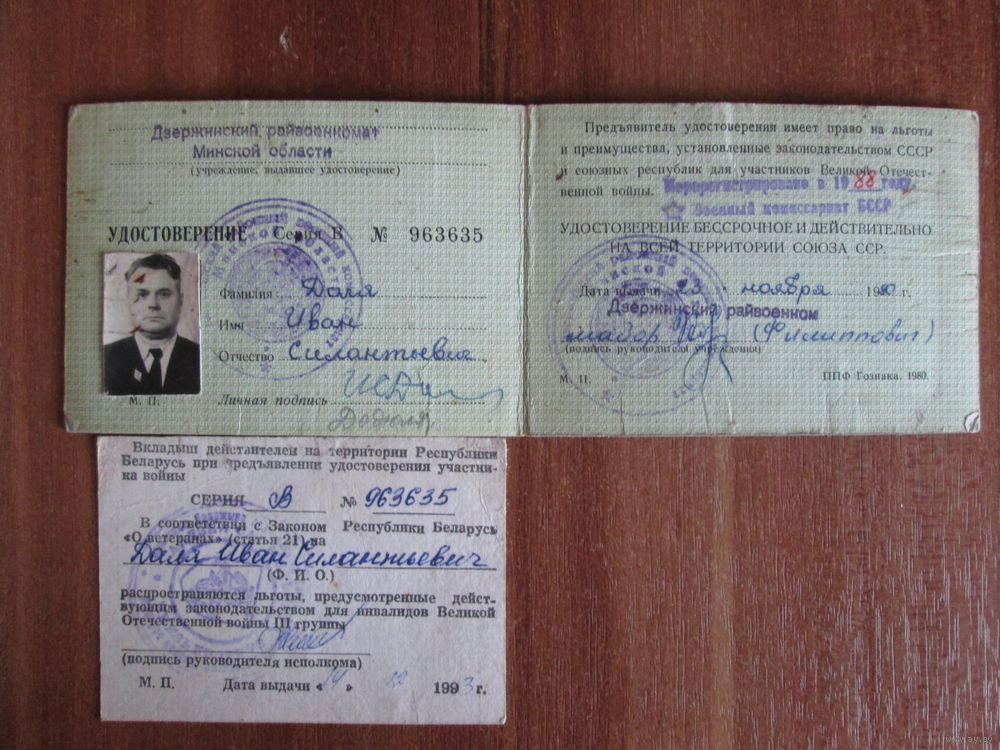 Дзержинский райвоенкомат
Минской области
(учреждение, выдавшее удостоверение)
УДОСТОВЕРЕНИЕ Серия В № 963635
Фамилия Даля
Имя Иван
Отчество Силантьевич
М. П.
Личная подпись
Предъявитель удостоверения имеет право на льготы
и преимущества, установленные законодательством СССР
и союзных республик для участников Великой Отечест-
венной войны.
Перерегистрировано в 1988 году.
Военный комиссариат БССР
УДОСТОВЕРЕНИЕ БЕССРОЧНОЕ И ДЕЙСТВИТЕЛЬНО
НА ВСЕЙ ТЕРРИТОРИИ СОЮЗА ССР.
Дата выдачи «23» ноября 1980 г.
Дзержинский райвоенком
майор (Филиппович)
(подпись руководителя учреждения)
М. П.
ППФ Гознака. 1980.
Вкладыш действителен на территории Республики
Беларусь при предъявлении удостоверения участни-
ка войны
СЕРИЯ В № 963635
В соответствии с Законом Республики Беларусь
«О ветеранах» (статья 21) на
Даля Иван Силантьевич
(Ф. И. О.)
распространяются льготы, предусмотренные дейст-
вующим законодательством для инвалидов Великой
Отечественной войны III группы
(подпись руководителя исполкома)
М. П. Дата выдачи « » 1993 г.